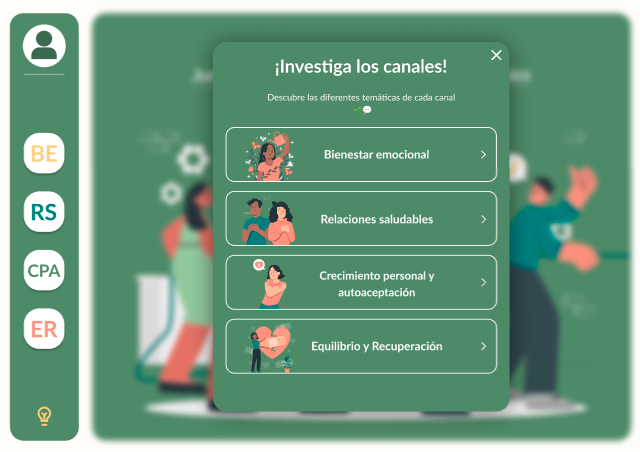 BE
RS
CPA
ER
¡Investiga los canales!
Descubre las diferentes temáticas de cada canal
Bienestar emocional
Relaciones saludables
Crecimiento personal y
autoaceptación
Equilibrio y Recuperación